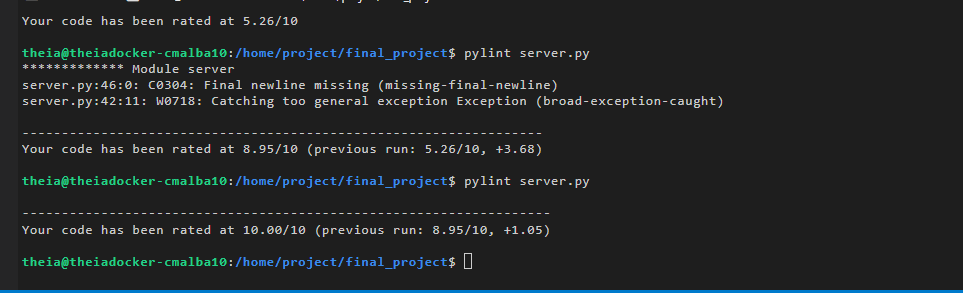 Your code has been rated at 5.26/10
theia@theiadocker-cmalba10:/home/project/final_project$ pylint server.py
************* Module server
server.py:46:0: C0304: Final newline missing (missing-final-newline)
server.py:42:11: W0718: Catching too general exception Exception (broad-exception-caught)
------------------------------------------------------------------
Your code has been rated at 8.95/10 (previous run: 5.26/10, +3.68)
theia@theiadocker-cmalba10:/home/project/final_project$ pylint server.py
-------------------------------------------------------------------
Your code has been rated at 10.00/10 (previous run: 8.95/10, +1.05)
theia@theiadocker-cmalba10:/home/project/final_project$